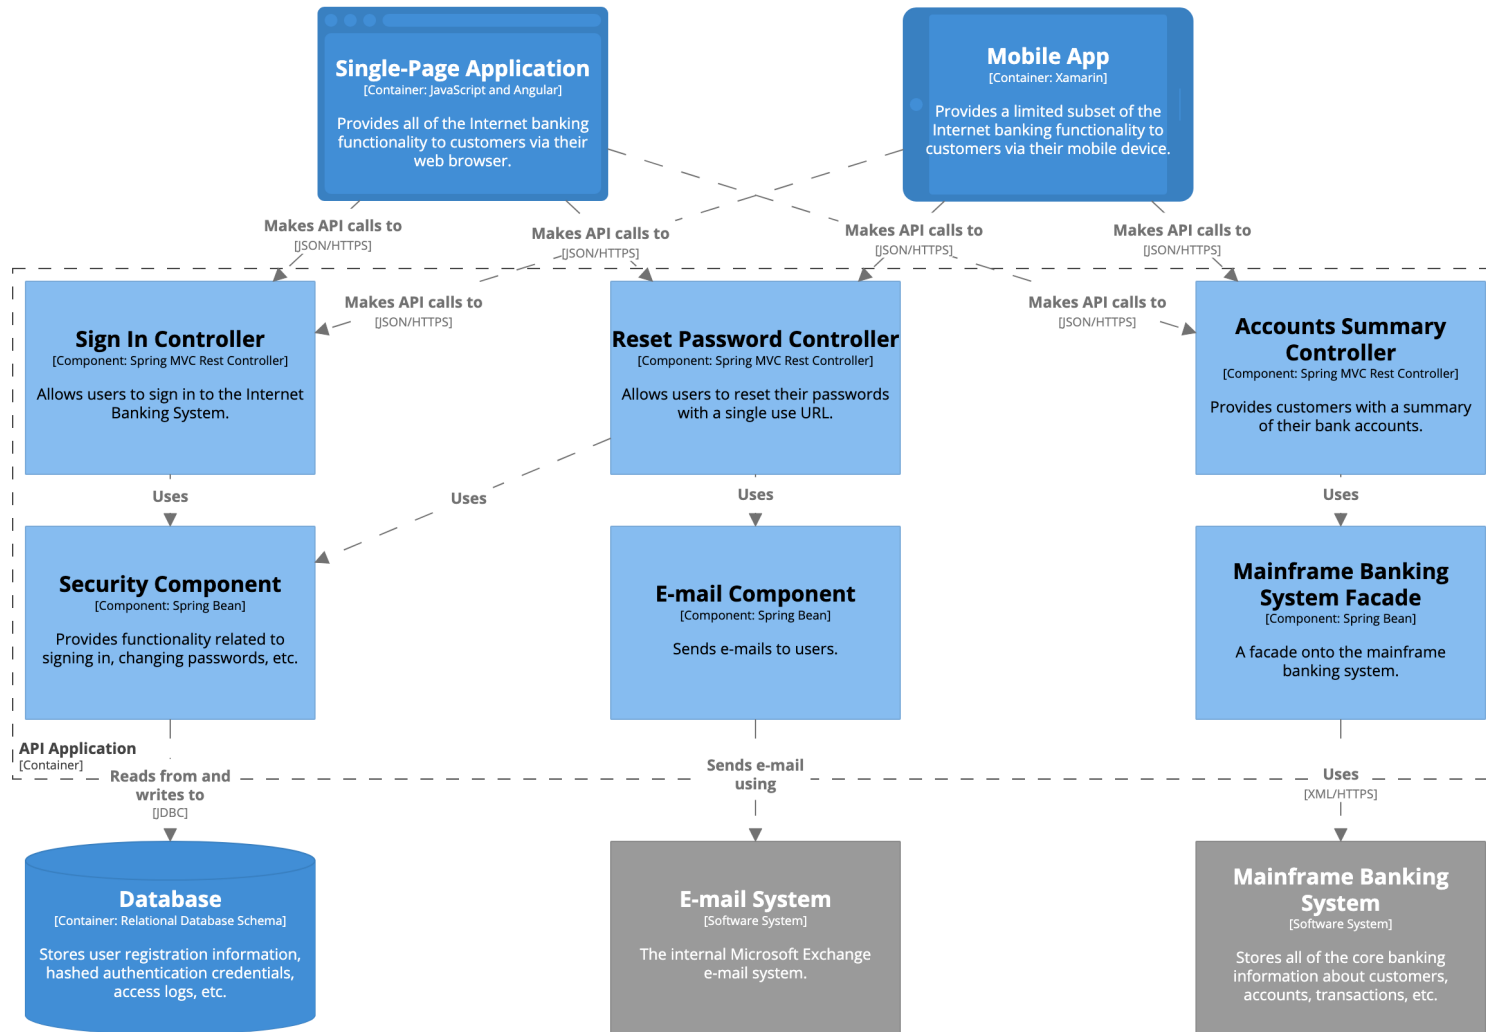 Single-Page Application
[Container: JavaScript and Angular]
Provides all of the Internet banking
functionality to customers via their
web browser.
Mobile App
[Container: Xamarin]
Provides a limited subset of the
Internet banking functionality to
customers via their mobile device.
Makes API calls to
[JSON/HTTPS]
Makes API calls to
[JSON/HTTPS]
Makes API calls to
[JSON/HTTPS]
Makes API calls to
[JSON/HTTPS]
Makes API calls to
[JSON/HTTPS]
Makes API calls to
[JSON/HTTPS]
Sign In Controller
[Component: Spring MVC Rest Controller]
Allows users to sign in to the Internet
Banking System.
Reset Password Controller
[Component: Spring MVC Rest Controller]
Allows users to reset their passwords
with a single use URL.
Accounts Summary
Controller
[Component: Spring MVC Rest Controller]
Provides customers with a summary
of their bank accounts.
Uses
Uses
Uses
Uses
Security Component
[Component: Spring Bean]
Provides functionality related to
signing in, changing passwords, etc.
E-mail Component
[Component: Spring Bean]
Sends e-mails to users.
Mainframe Banking
System Facade
[Component: Spring Bean]
A facade onto the mainframe
banking system.
API Application
[Container]
Reads from and
writes to
[JDBC]
Sends e-mail
using
Uses
[XML/HTTPS]
Database
[Container: Relational Database Schema]
Stores user registration information,
hashed authentication credentials,
access logs, etc.
E-mail System
[Software System]
The internal Microsoft Exchange
e-mail system.
Mainframe Banking
System
[Software System]
Stores all of the core banking
information about customers,
accounts, transactions, etc.